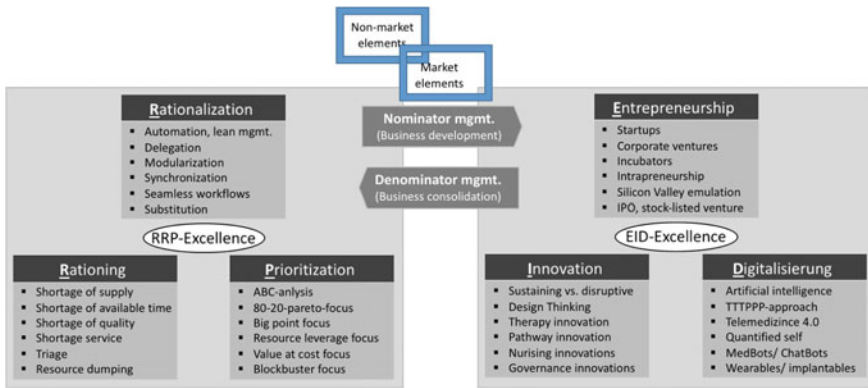 Non-market
elements
Market
elements
Rationalization
▪ Automation, lean mgmt.
▪ Delegation
▪ Modularization
▪ Synchronization
▪ Seamless workflows
▪ Substitution
Nominator mgmt.
(Business development)
Denominator mgmt.
(Business consolidation)
Entrepreneurship
▪ Startups
▪ Corporate ventures
▪ Incubators
▪ Intrapreneurship
▪ Silicon Valley emulation
▪ IPO, stock-listed venture
RRP-Excellence
EID-Excellence
Rationing
▪ Shortage of supply
▪ Shortage of available time
▪ Shortage of quality
▪ Shortage service
▪ Triage
▪ Resource dumping
Prioritization
▪ ABC-anlysis
▪ 80-20-pareto-focus
▪ Big point focus
▪ Resource leverage focus
▪ Value at cost focus
▪ Blockbuster focus
Innovation
▪ Sustaining vs. disruptive
▪ Design Thinking
▪ Therapy innovation
▪ Pathway innovation
▪ Nurising innovations
▪ Governance innovations
Digitalisierung
▪ Artificial intelligence
▪ TTTPPP-approach
▪ Telemedizince 4.0
▪ Quantified self
▪ MedBots/ ChatBots
▪ Wearables/ implantables